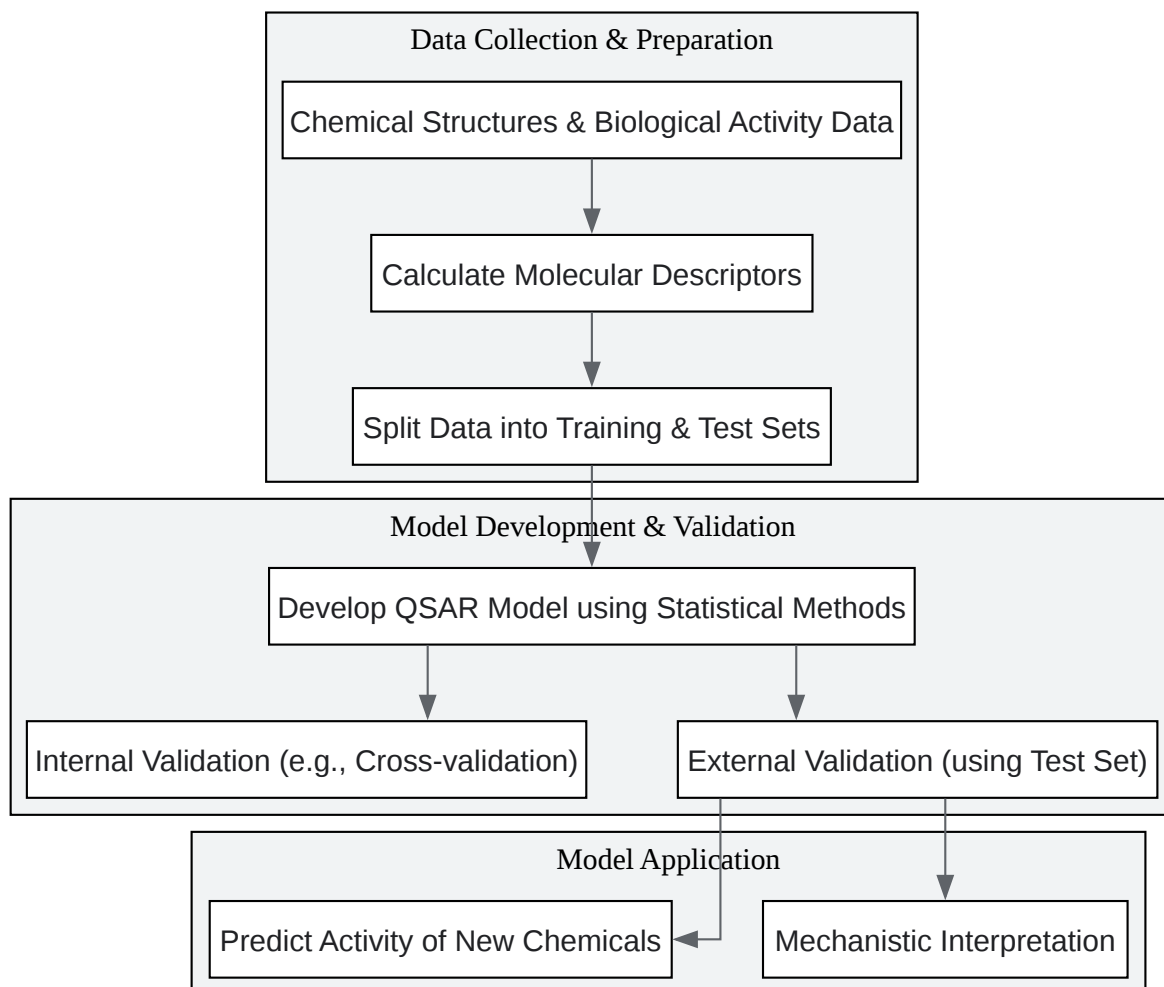 Data Collection & Preparation
Chemical Structures & Biological Activity Data
Calculate Molecular Descriptors
Split Data into Training & Test Sets
Model Development & Validation
Develop QSAR Model using Statistical Methods
Internal Validation (e.g., Cross-validation)
External Validation (using Test Set)
Model Application
Predict Activity of New Chemicals
Mechanistic Interpretation